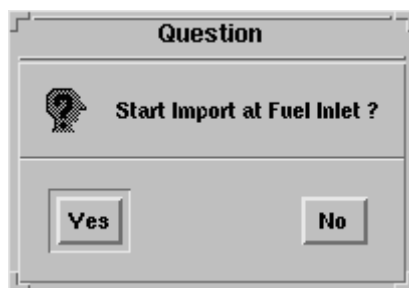 Question
Start Import at Fuel Inlet ?
Yes
No